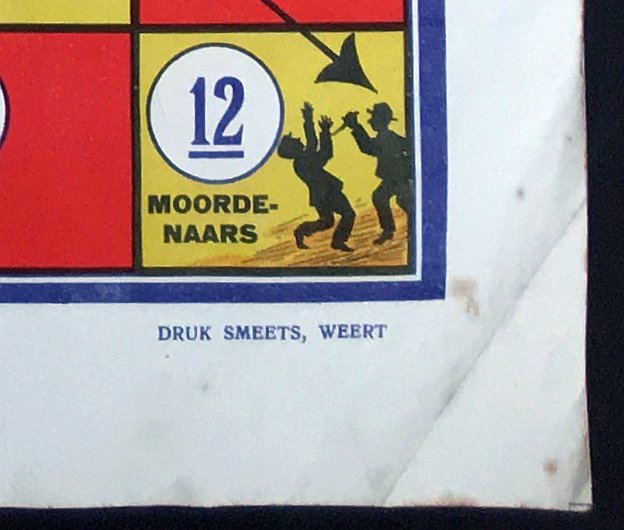 12
MOORDE-
NAARS
DRUK SMEETS, WEERT